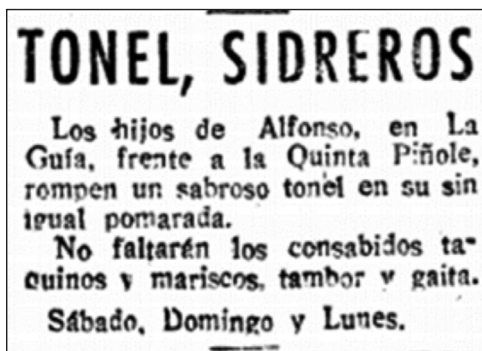 TONEL, SIDREROS
Los hijos de Alfonso, en La
Guía, frente a la Quinta Piñole,
rompen un sabroso tonel en su sin
igual pomarada.
No faltarán los consabidos ta-
quinos y mariscos, tambor y gaita.
Sábado, Domingo y Lunes.